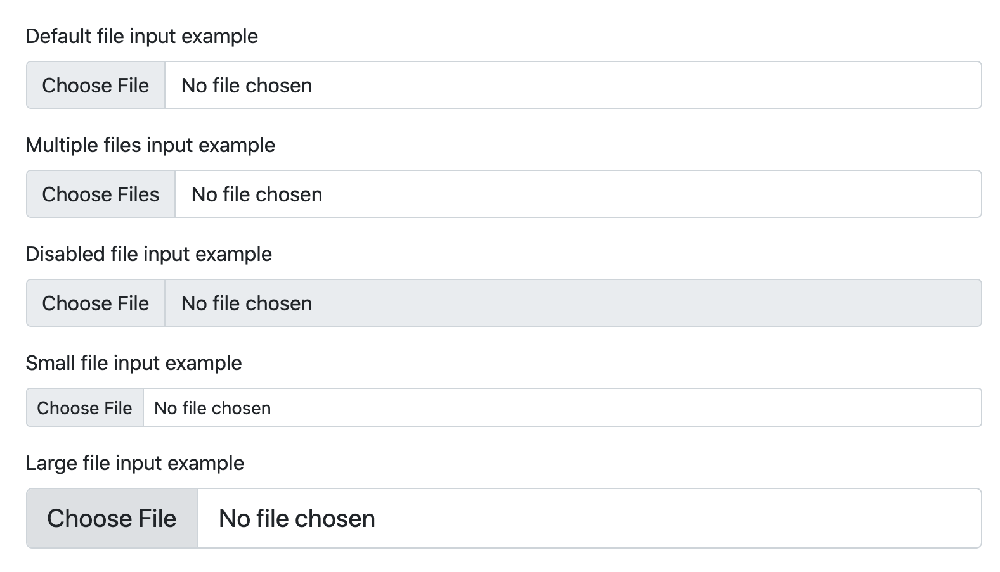 Default file input example
Choose File No file chosen
Multiple files input example
Choose Files No file chosen
Disabled file input example
Choose File No file chosen
Small file input example
Choose File No file chosen
Large file input example
Choose File No file chosen